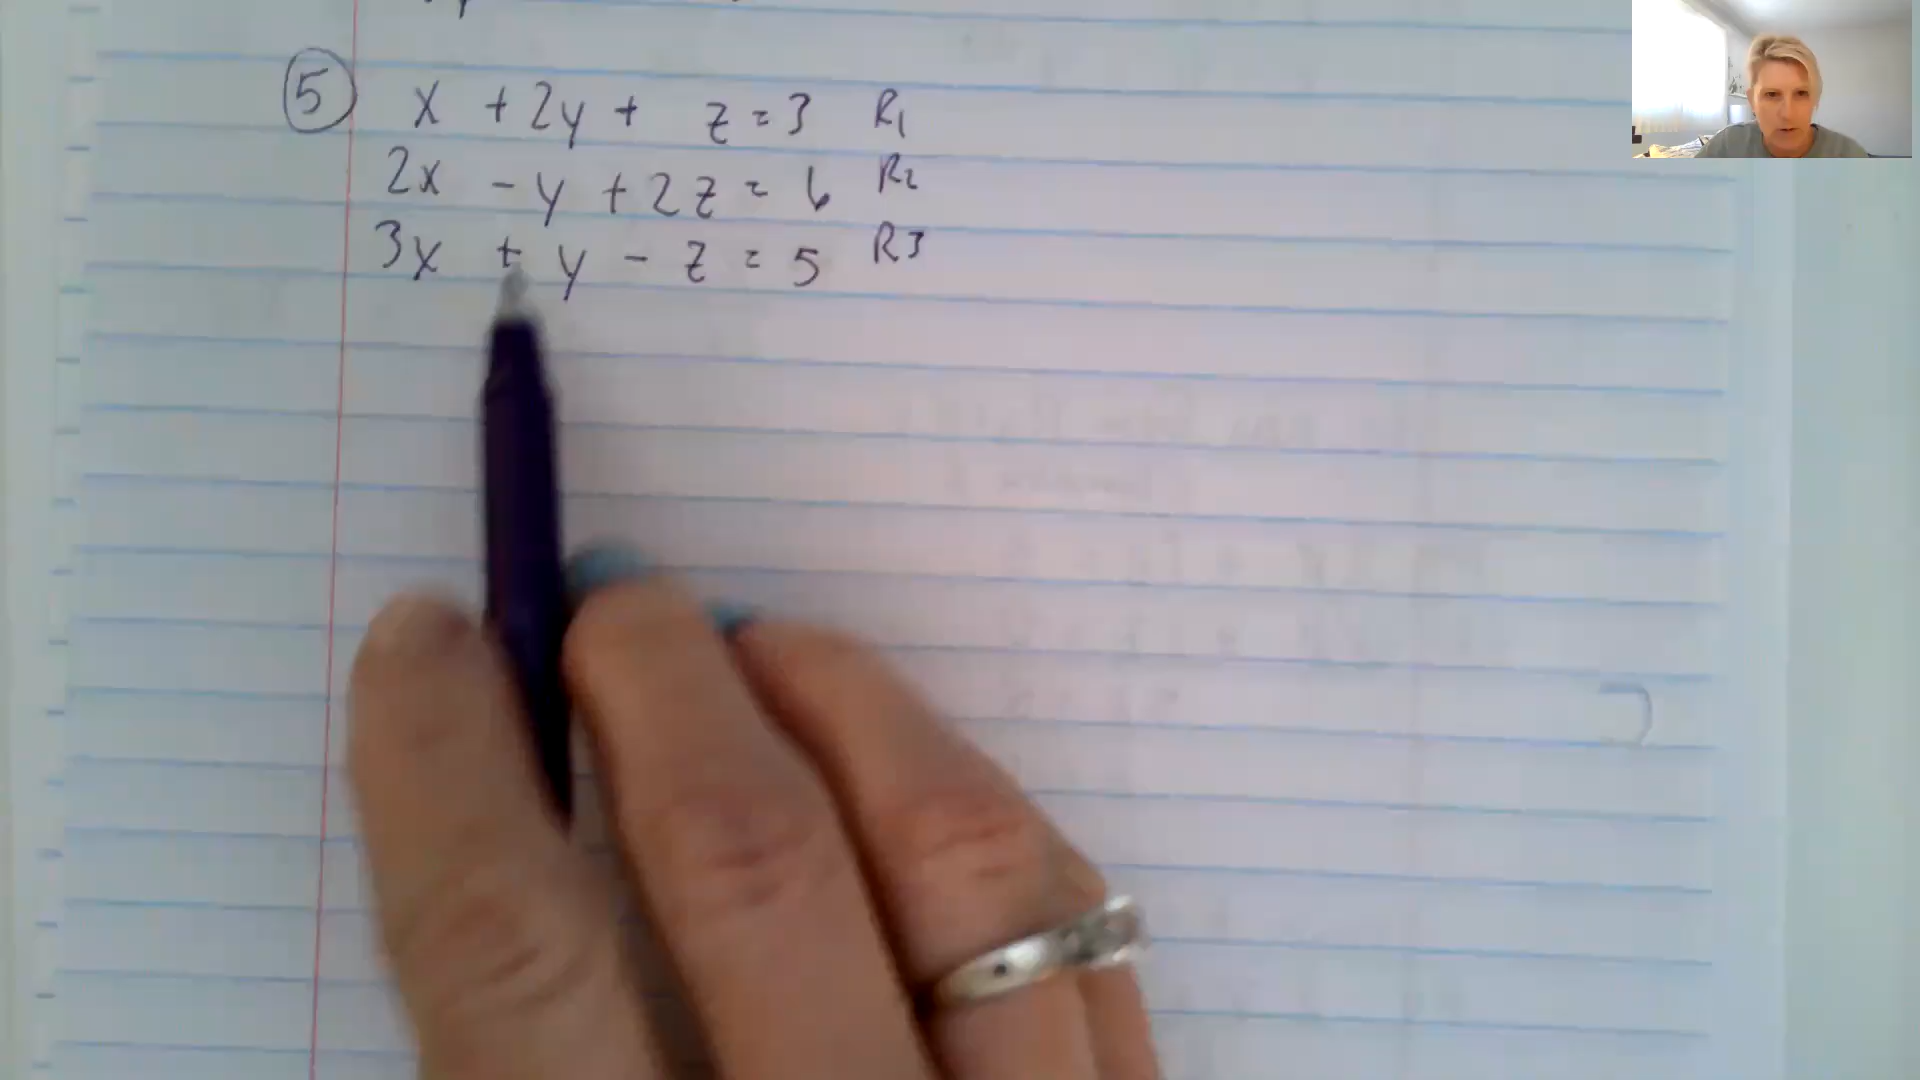 5 x + 2y + z = 3 R1
2x - y + 2z = 6 R2
3x + y - z = 5 R3